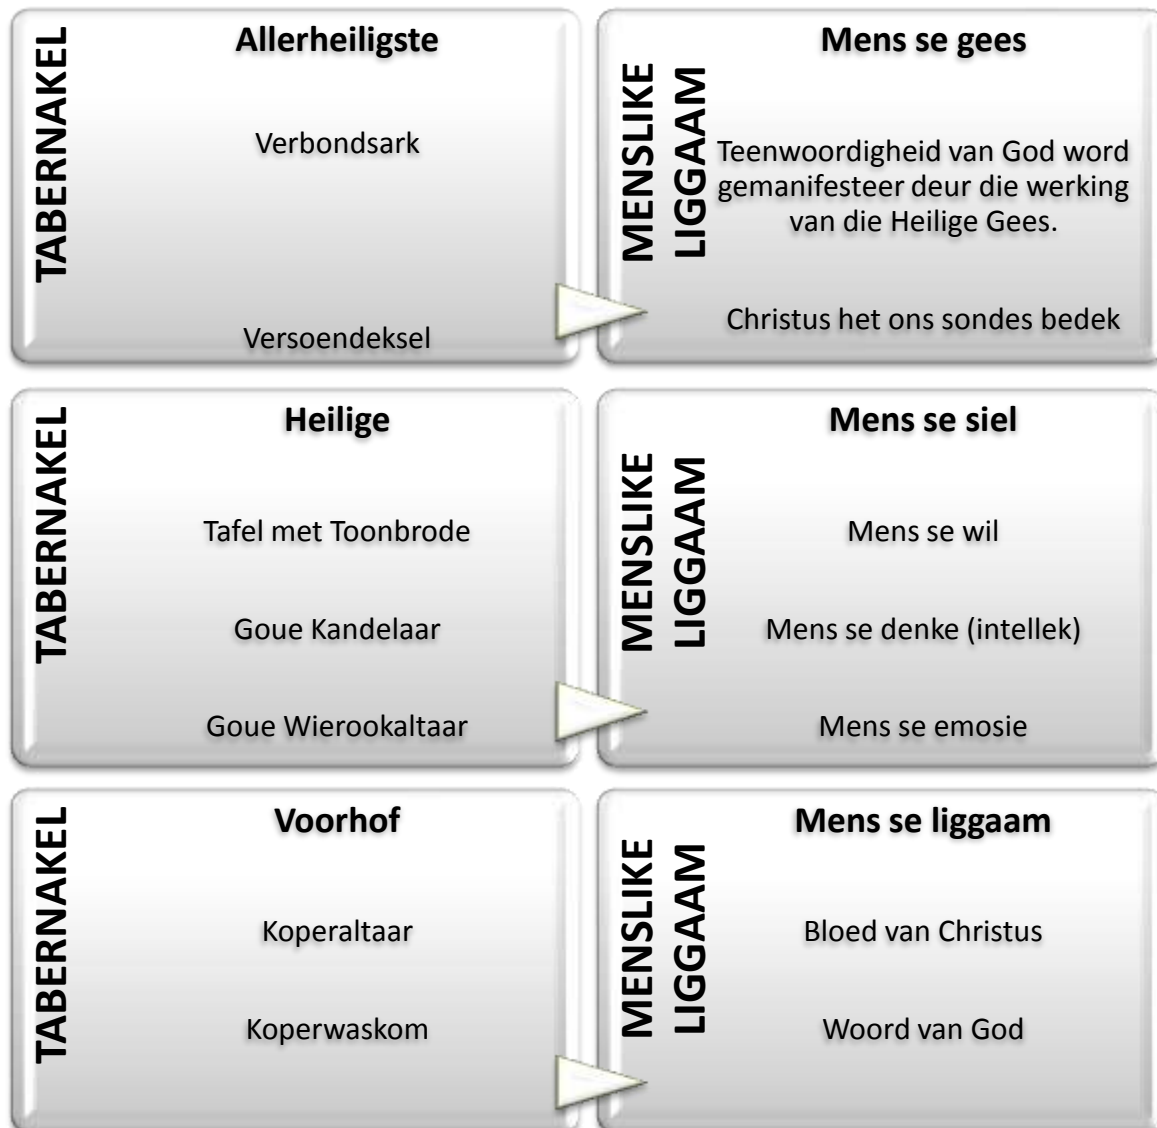 TABERNAKEL
Allerheiligste
Verbondsark
Versoendeksel
MENSLIKE
LIGGAAM
Mens se gees
Teenwoordigheid van God word
gemanifesteer deur die werking
van die Heilige Gees.
Christus het ons sondes bedek
TABERNAKEL
Heilige
Tafel met Toonbrode
Goue Kandelaar
Goue Wierookaltaar
MENSLIKE
LIGGAAM
Mens se siel
Mens se wil
Mens se denke (intellek)
Mens se emosie
TABERNAKEL
Voorhof
Koperaltaar
Koperwaskom
MENSLIKE
LIGGAAM
Mens se liggaam
Bloed van Christus
Woord van God